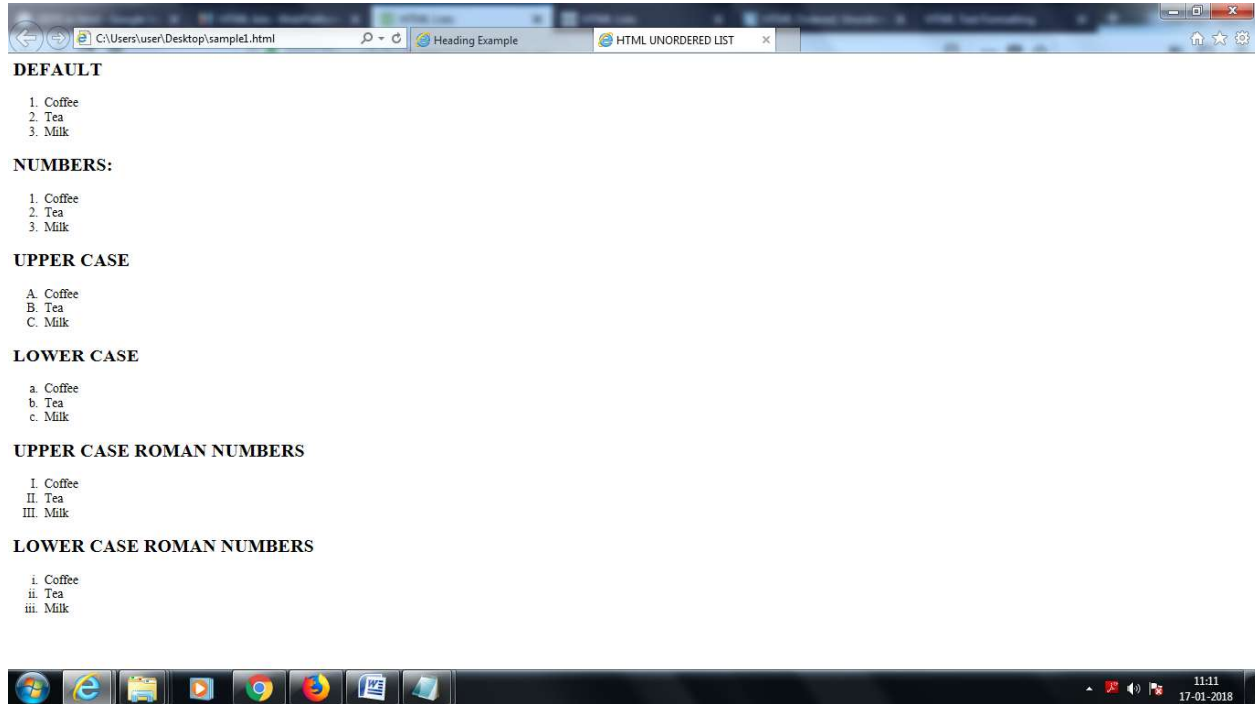 C:\Users\user\Desktop\sample1.html
Heading Example
HTML UNORDERED LIST
DEFAULT
1. Coffee
2. Tea
3. Milk
NUMBERS:
1. Coffee
2. Tea
3. Milk
UPPER CASE
A. Coffee
B. Tea
C. Milk
LOWER CASE
a. Coffee
b. Tea
c. Milk
UPPER CASE ROMAN NUMBERS
I. Coffee
II. Tea
III. Milk
LOWER CASE ROMAN NUMBERS
i. Coffee
ii. Tea
iii. Milk
11:11
17-01-2018